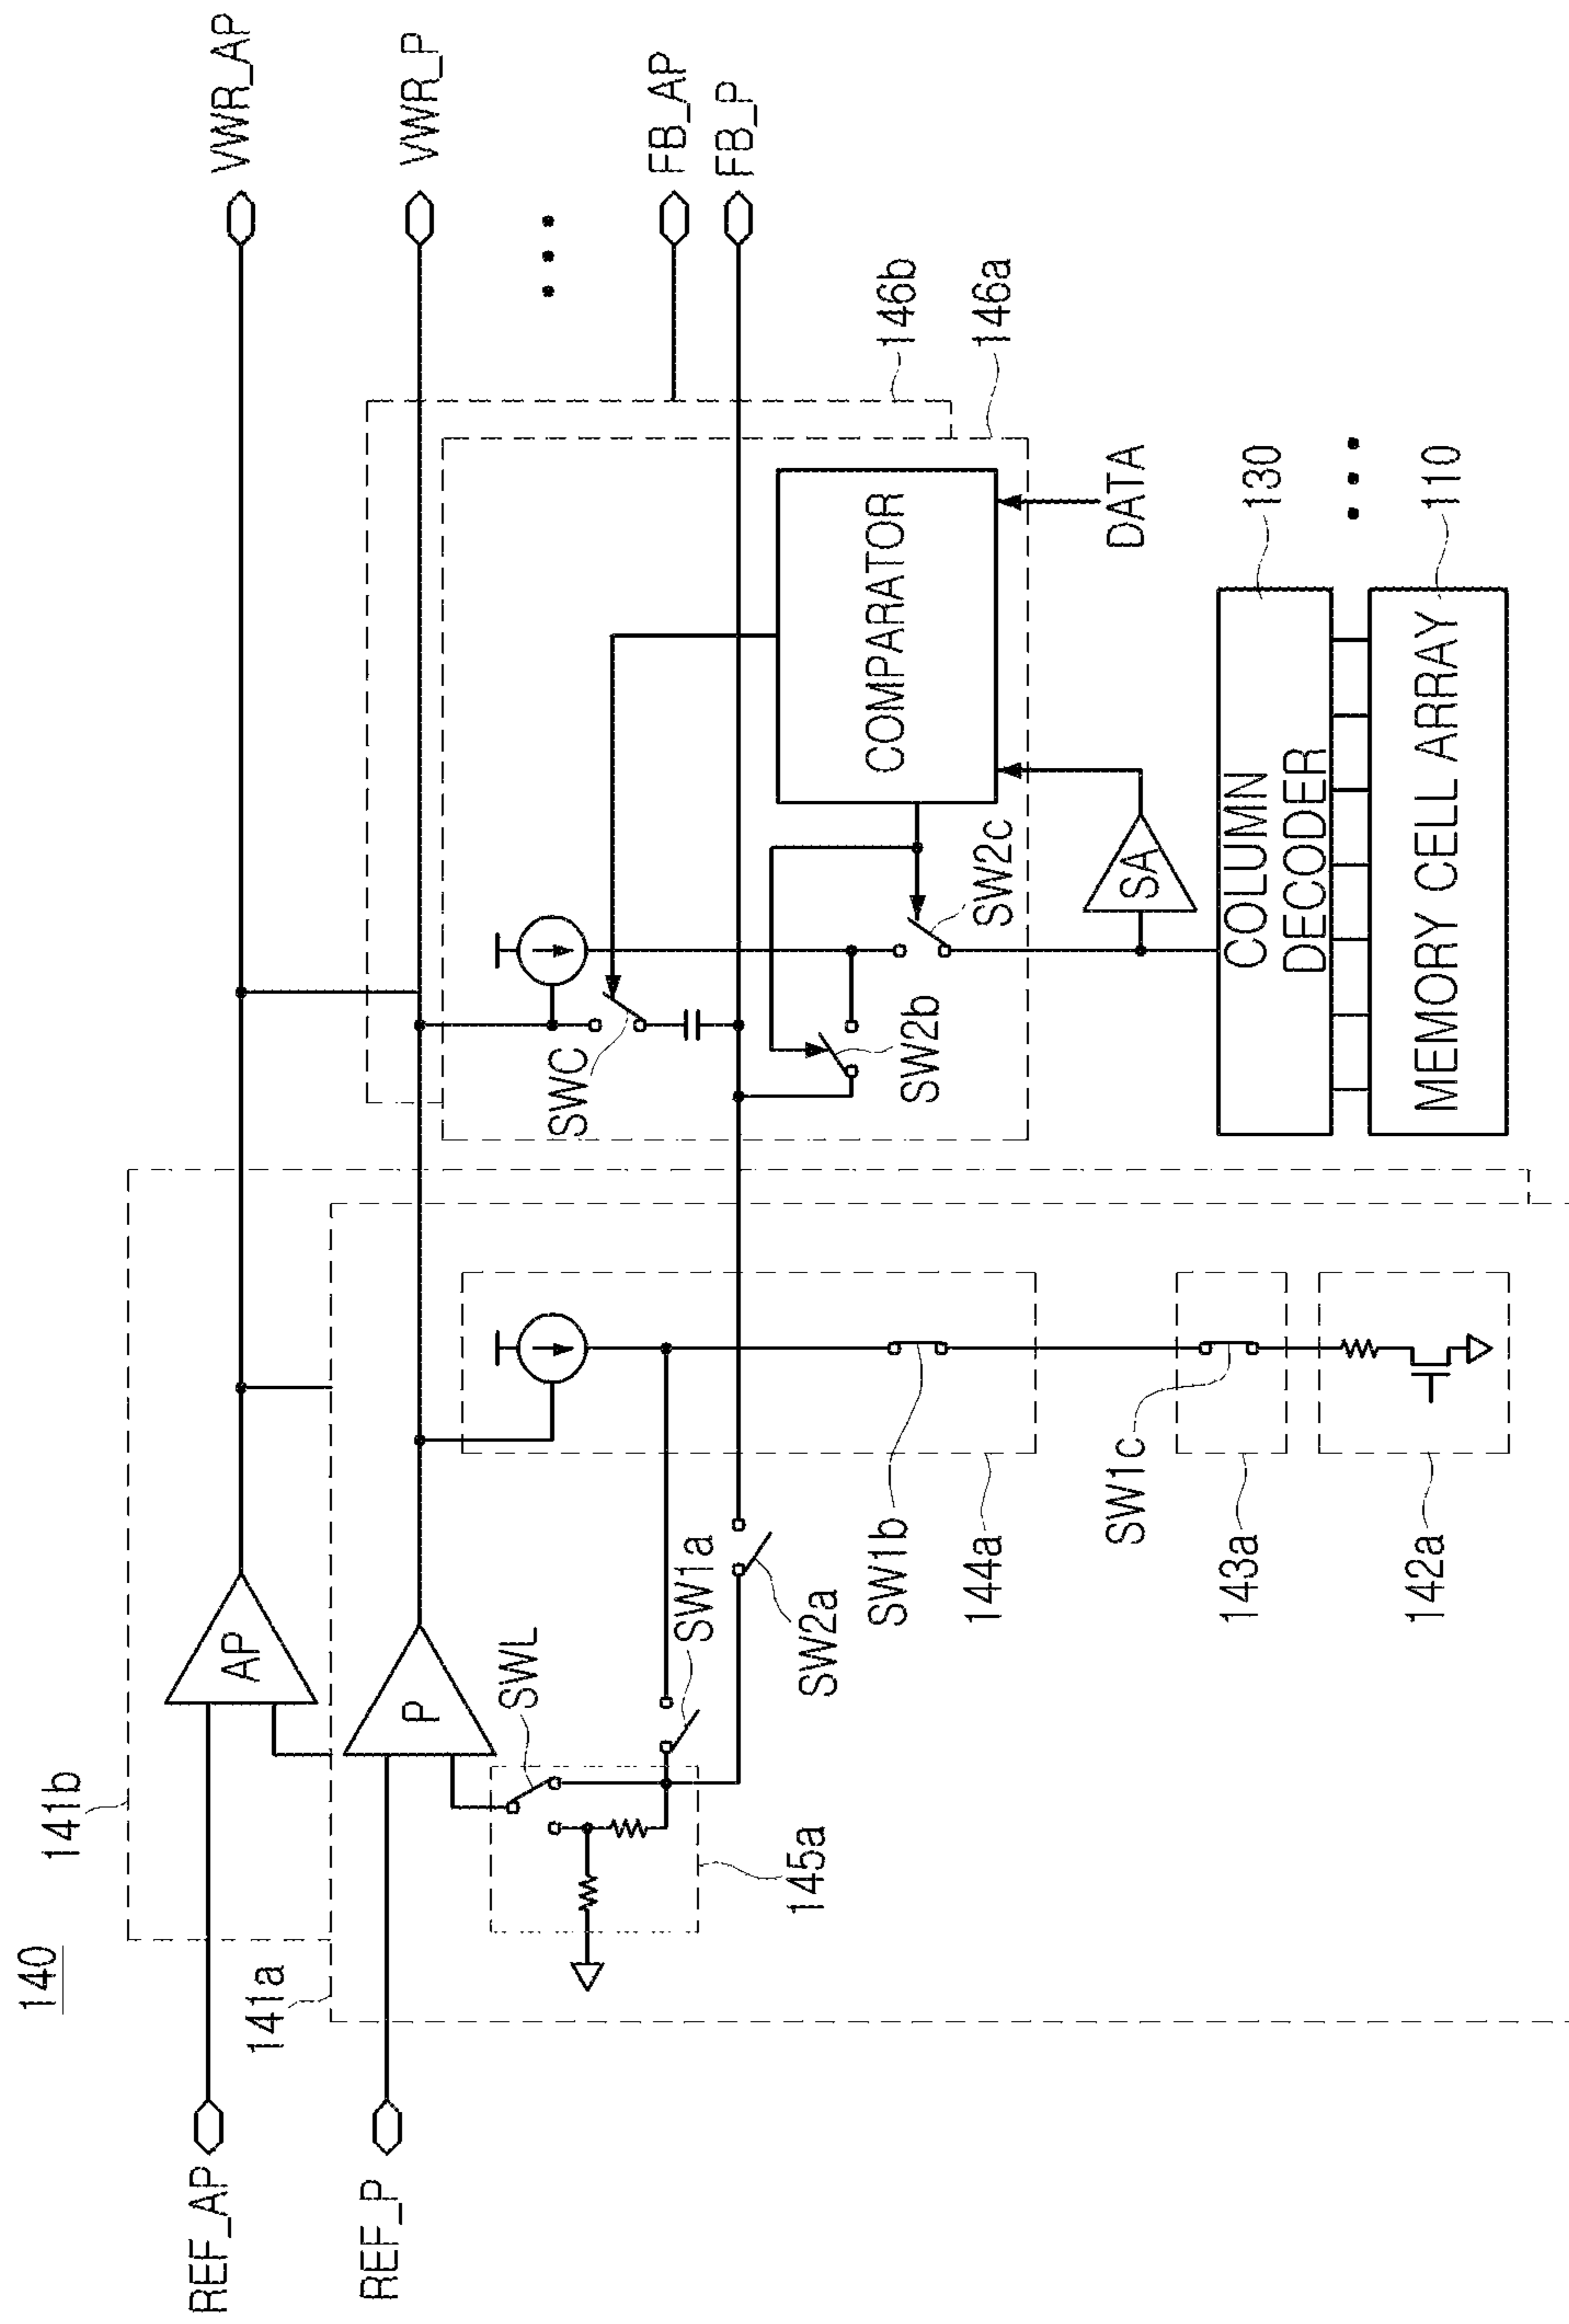 140
REF_AP
AP
VWR_AP
141b
141a
REF_P
P
VWR_P
SWL
145a
SW1a
SW2a
SW1b
144a
SW1c
143a
142a
SWC
SW2b
SW2c
COMPARATOR
146b
146a
FB_AP
FB_P
DATA
SA
COLUMN
DECODER
130
MEMORY CELL ARRAY
110